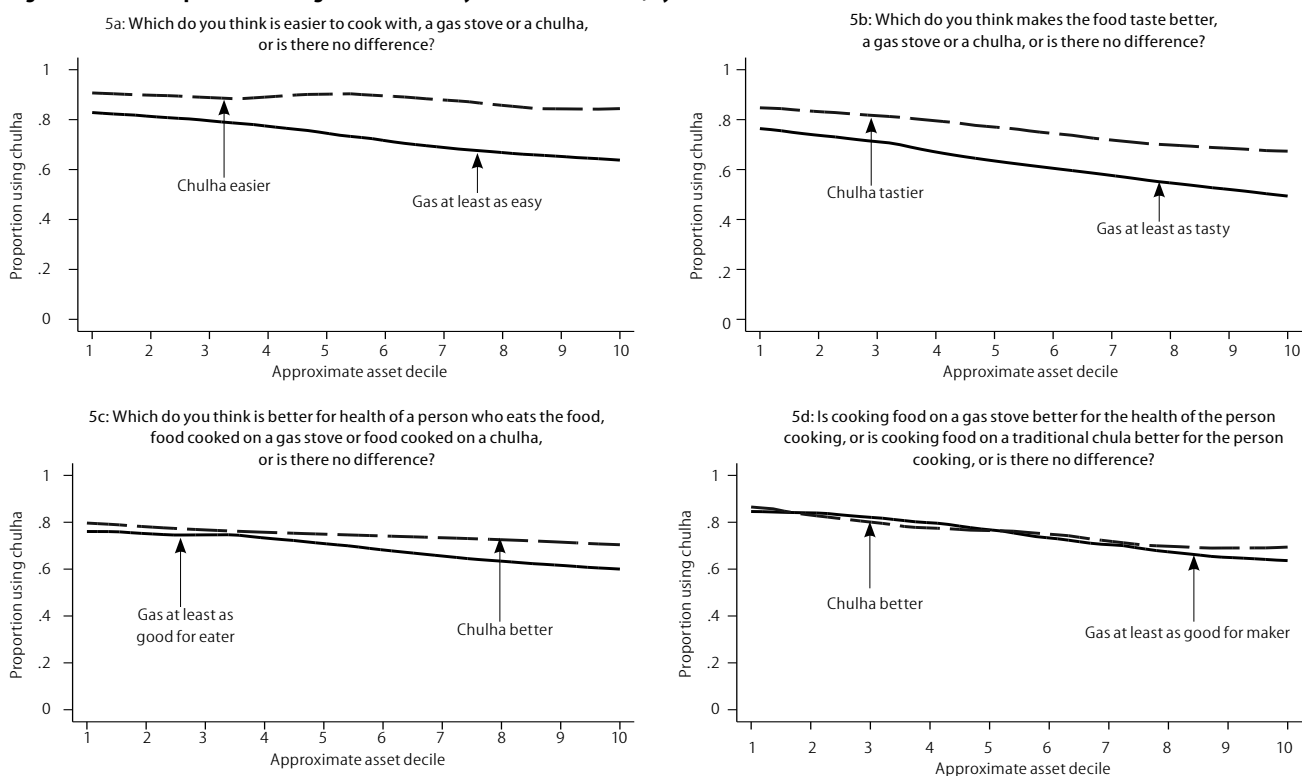 5a: Which do you think is easier to cook with, a gas stove or a chulha,
or is there no difference?
1
.8
.6
.4
.2
0
Proportion using chulha
Chulha easier
Gas at least as easy
1 2 3 4 5 6 7 8 9 10
Approximate asset decile
5b: Which do you think makes the food taste better,
a gas stove or a chulha, or is there no difference?
1
.8
.6
.4
.2
0
Proportion using chulha
Chulha tastier
Gas at least as tasty
1 2 3 4 5 6 7 8 9 10
Approximate asset decile
5c: Which do you think is better for health of a person who eats the food,
food cooked on a gas stove or food cooked on a chulha,
or is there no difference?
1
.8
.6
.4
.2
0
Proportion using chulha
Gas at least as
good for eater
Chulha better
1 2 3 4 5 6 7 8 9 10
Approximate asset decile
5d: Is cooking food on a gas stove better for the health of the person
cooking, or is cooking food on a traditional chula better for the person
cooking, or is there no difference?
1
.8
.6
.4
.2
0
Proportion using chulha
Chulha better
Gas at least as good for maker
1 2 3 4 5 6 7 8 9 10
Approximate asset decile